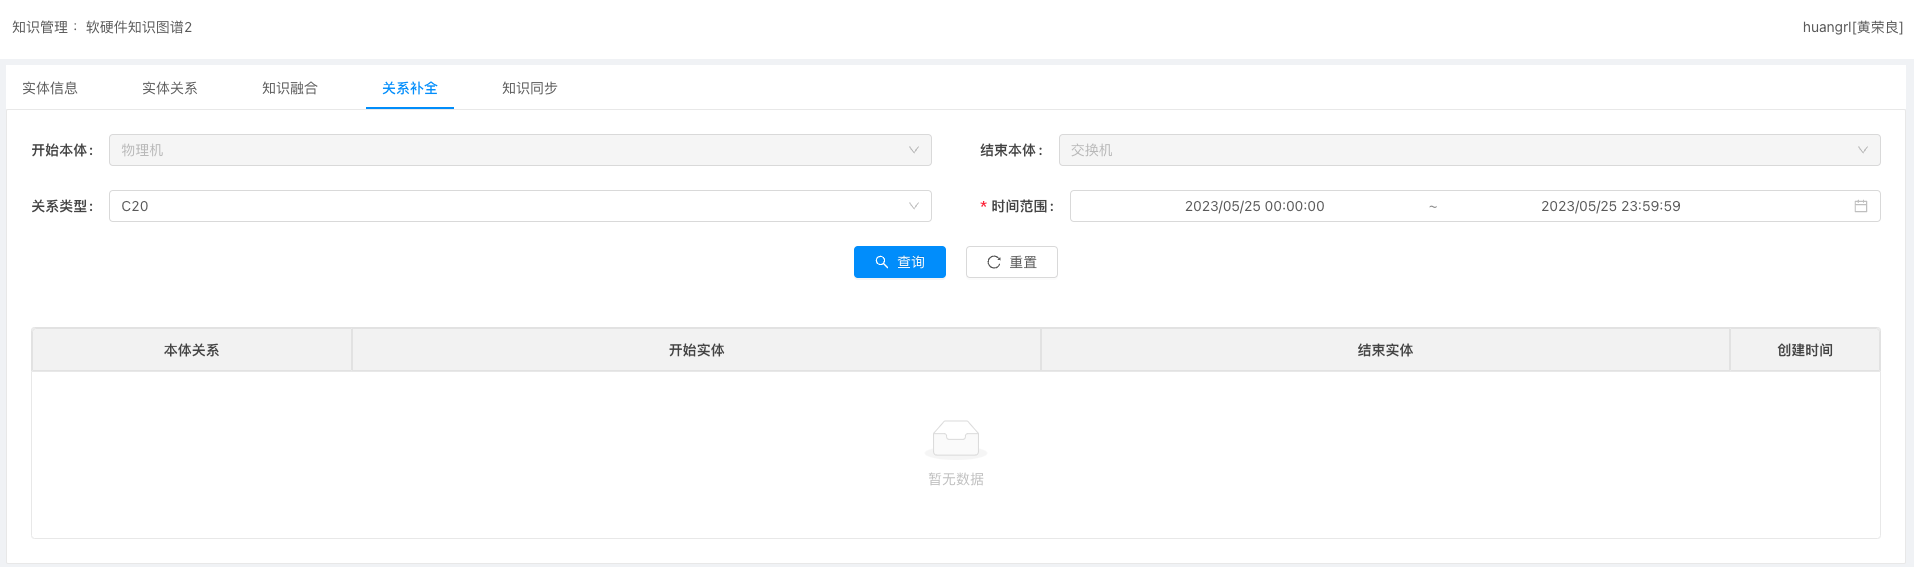 知识管理： 软硬件知识图谱2
huangrl[黄荣良]
实体信息 实体关系 知识融合 关系补全 知识同步
开始本体： 物理机 结束本体： 交换机
关系类型： C20 * 时间范围： 2023/05/25 00:00:00 ~ 2023/05/25 23:59:59
查询 重置
本体关系 开始实体 结束实体 创建时间
暂无数据